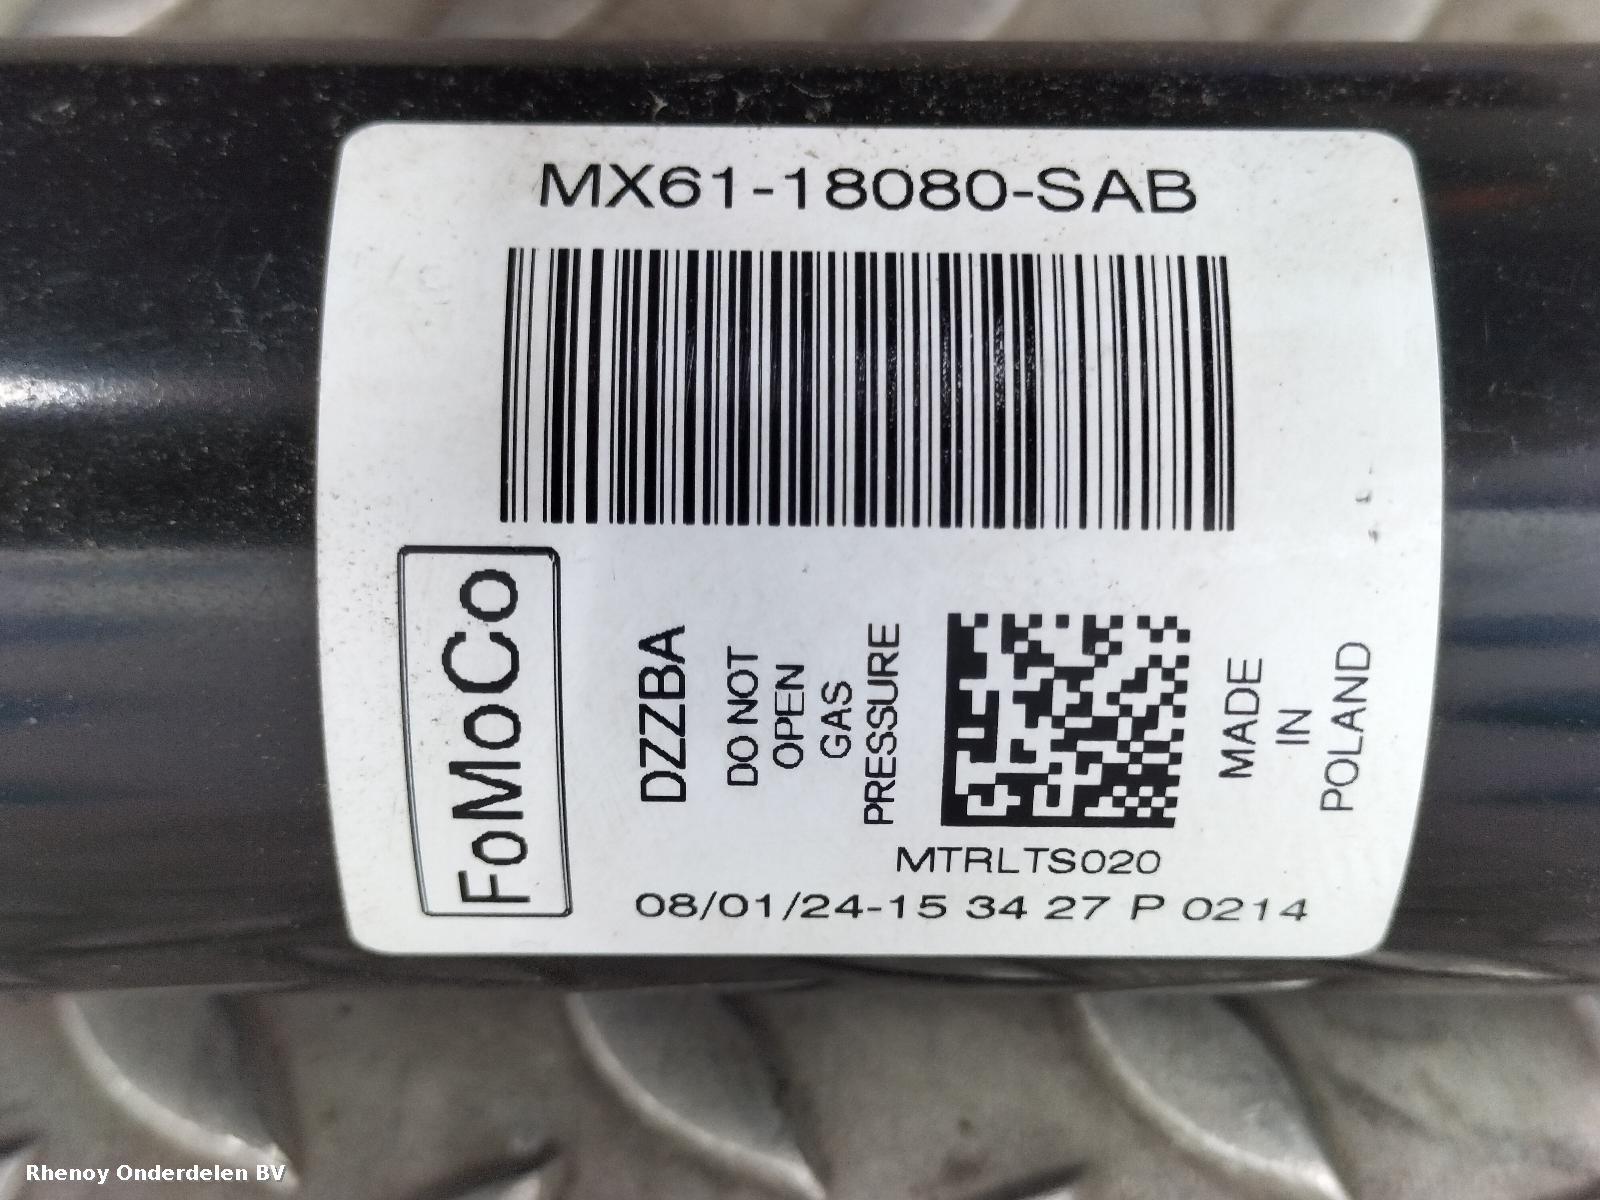 MX61-18080-SAB
FoMoCo
DZZBA
DO NOT
OPEN
GAS
PRESSURE
MADE
IN
POLAND
MTRLTS020
08/01/24-15 34 27 P 0214
Rhenoy Onderdelen BV